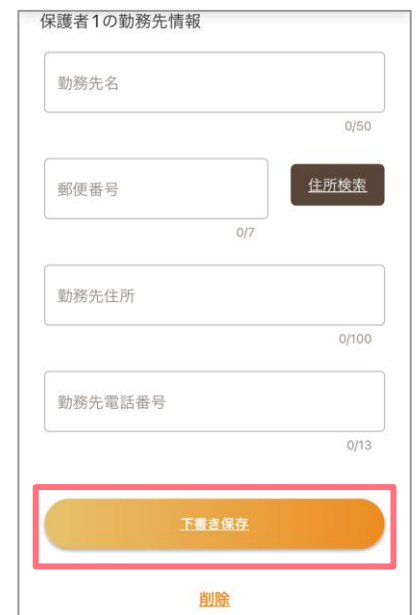 保護者1の勤務先情報
勤務先名
0/50
郵便番号
住所検索
0/7
勤務先住所
0/100
勤務先電話番号
0/13
下書き保存
削除